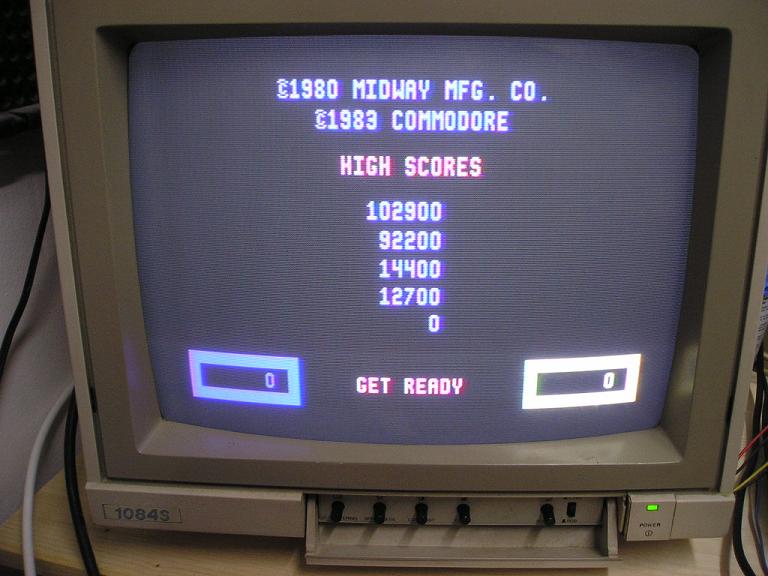 ©1980 MIDWAY MFG. CO.
©1983 COMMODORE
HIGH SCORES
102900
92200
14400
12700
0
0 GET READY 0
1084S
POWER